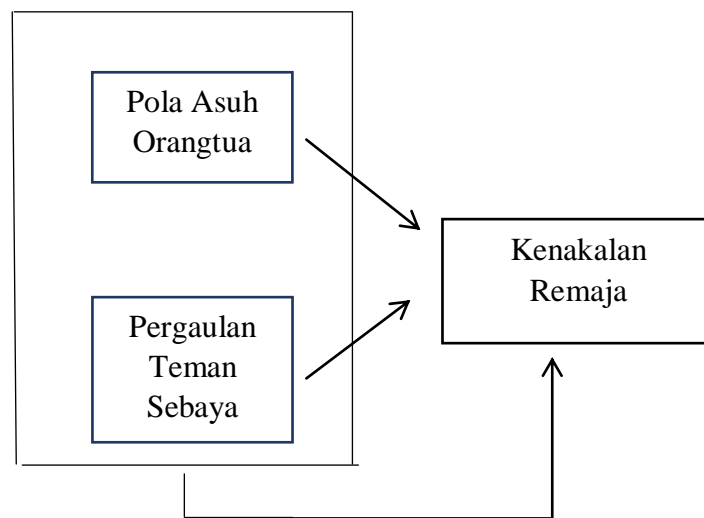 Pola Asuh
Orangtua
Kenakalan
Remaja
Pergaulan
Teman
Sebaya